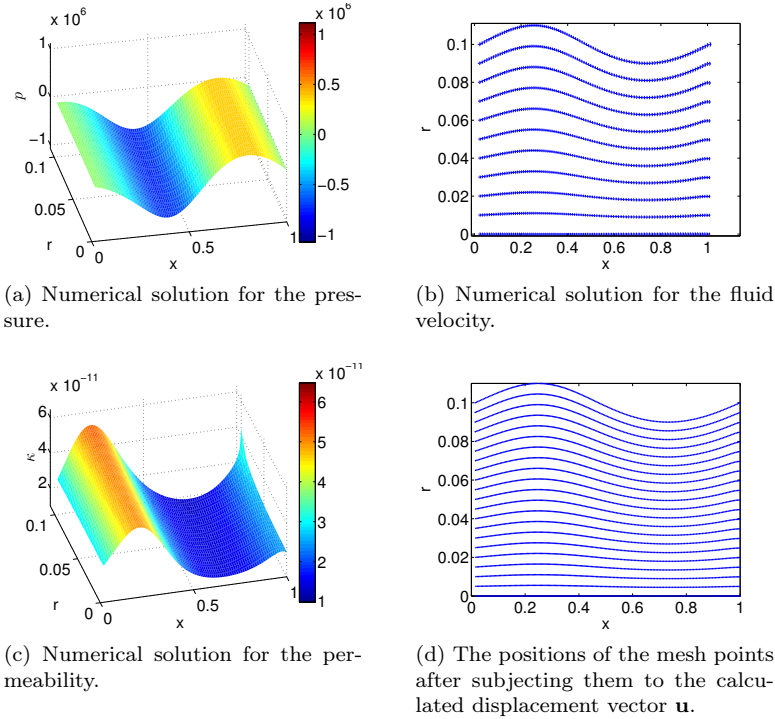 x 10^6
1
0
−1
p
0.1
0.05
0
r
0
0.5
1
x
x 10^6
1
0.5
0
−0.5
−1
0.1
0.08
0.06
0.04
0.02
0
r
0
0.2
0.4
0.6
0.8
1
x
(a) Numerical solution for the pres-
sure.
(b) Numerical solution for the fluid
velocity.
x 10^−11
6
4
2
κ
0.1
0.05
0
r
0
0.5
1
x
x 10^−11
6
5
4
3
2
1
0.1
0.08
0.06
0.04
0.02
0
r
0
0.2
0.4
0.6
0.8
1
x
(c) Numerical solution for the per-
meability.
(d) The positions of the mesh points
after subjecting them to the calcu-
lated displacement vector u.